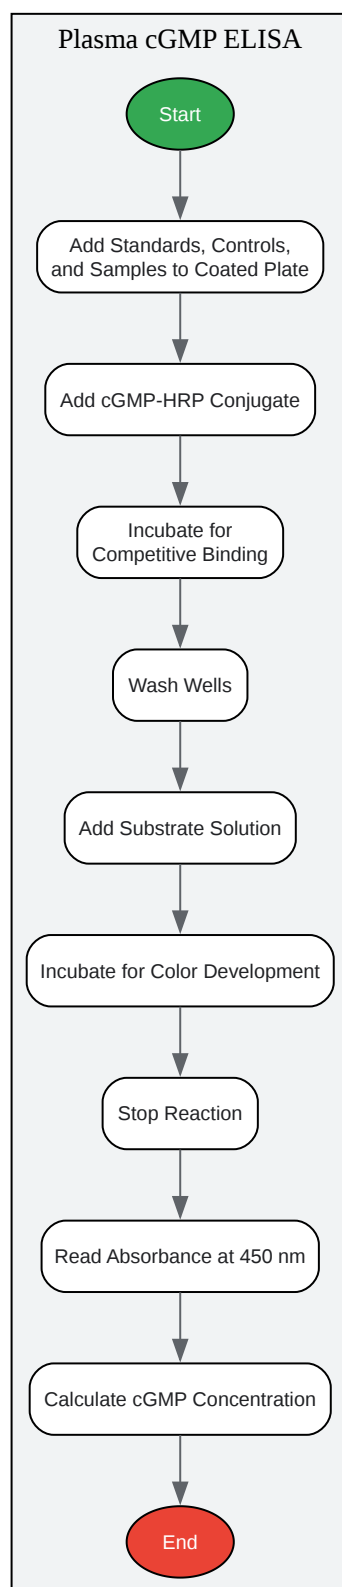 Plasma cGMP ELISA
Start
Add Standards, Controls,
and Samples to Coated Plate
Add cGMP-HRP Conjugate
Incubate for
Competitive Binding
Wash Wells
Add Substrate Solution
Incubate for Color Development
Stop Reaction
Read Absorbance at 450 nm
Calculate cGMP Concentration
End